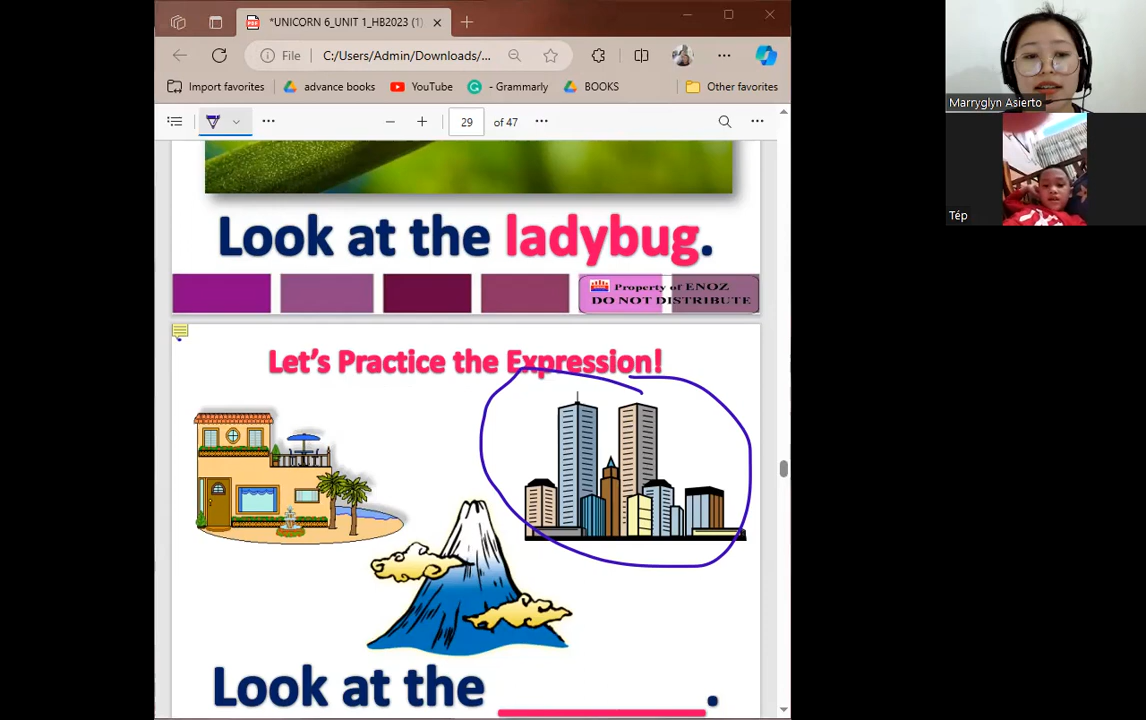 *UNICORN 6_UNIT 1_HB2023 (1)
File C:/Users/Admin/Downloads/...
Import favorites advance books YouTube - Grammarly BOOKS Other favorites
29 of 47
Look at the ladybug.
Property of ENOZ
DO NOT DISTRIBUTE
Let's Practice the Expression!
Look at the ________.
Marryglyn Asierto
Tép